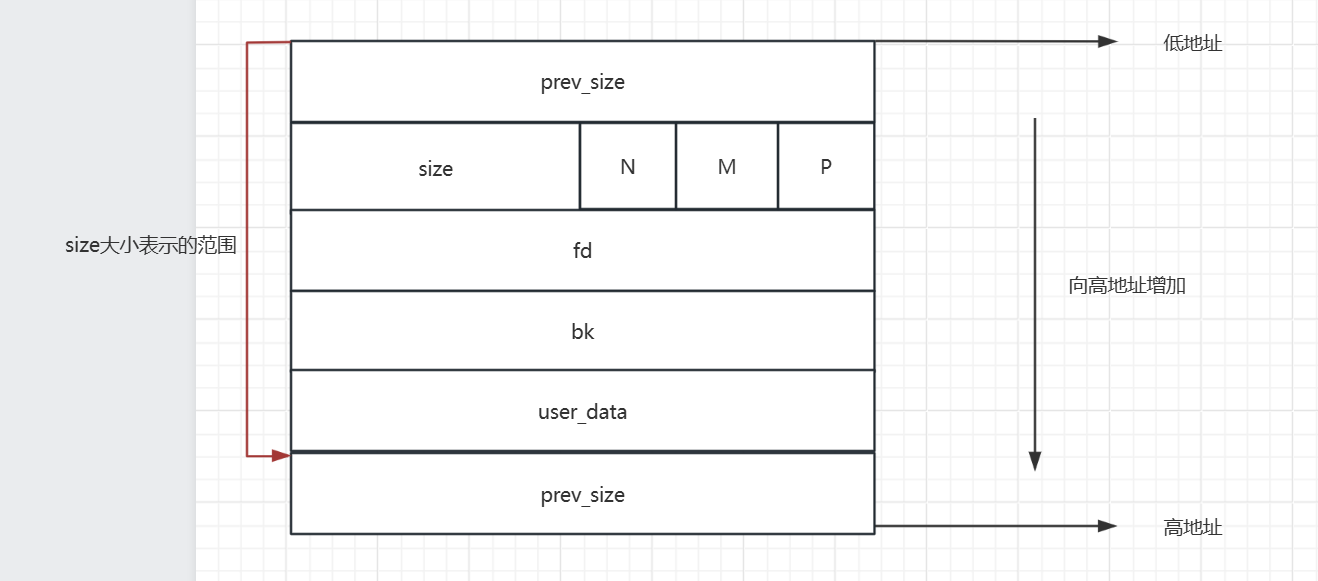 低地址
prev_size
size
N
M
P
size大小表示的范围
fd
向高地址增加
bk
user_data
prev_size
高地址